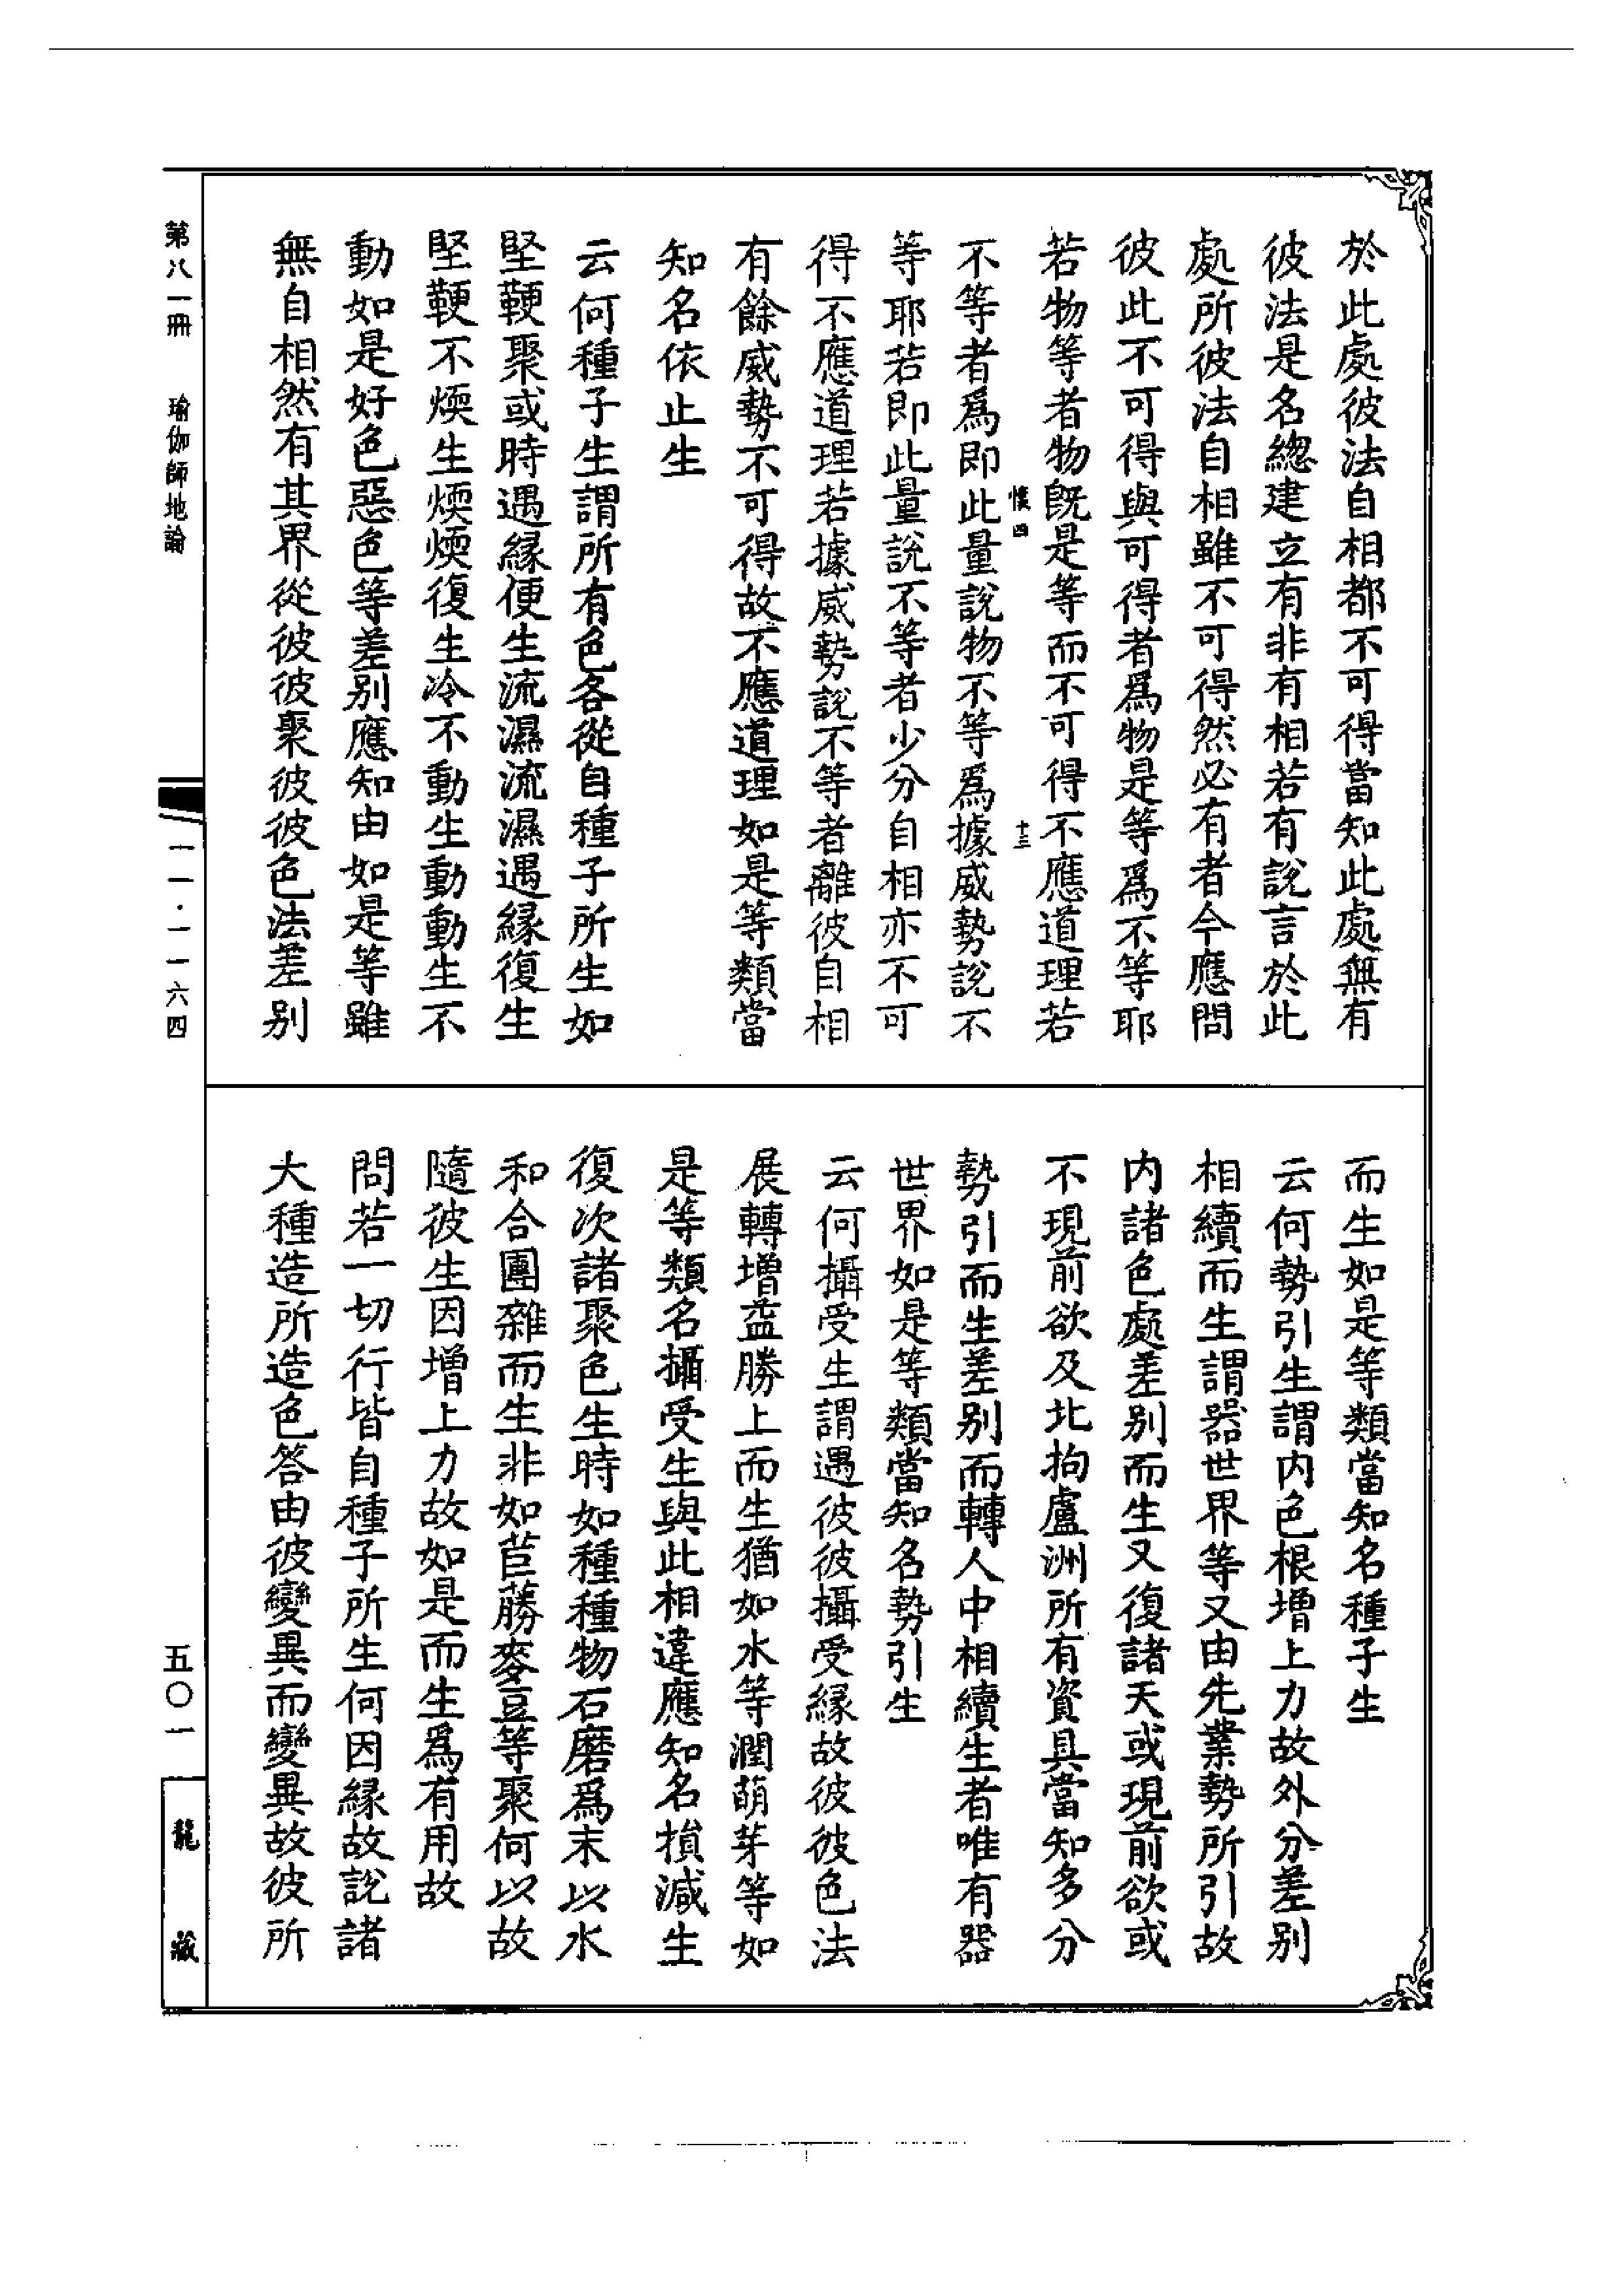 於此處彼法自相都不可得當知此處無有
彼法是名總建立有非有相若有說言於此
處所彼法自相雖不可得然必有者今應問
彼此不可得與可得者爲物是等爲不等耶
若物等者物旣是等而不可得不應道理若
十三
不等者爲即此量說物不等爲據威勢說不
等耶若即此量說不等者少分自相亦不可
得不應道理若據威勢說不等者離彼自相
有餘威勢不可得故不應道理如是等類當
知名依止生
云何種子生謂所有色各從自種子所生如
堅鞕聚或時遇緣便生流濕流濕遇緣復生
堅鞕不煖生煖煖復生冷不動生動動生不
動如是好色惡色等差別應知由如是等雖
無自相然有其界從彼彼聚彼彼色法差別
而生如是等類當知名種子生
云何勢引生謂内色根增上力故外分差別
相續而生謂器世界等又由先業勢所引故
内諸色處差別而生又復諸天或現前欲或
不現前欲及北拘盧洲所有資具當知多分
勢引而生差別而轉人中相續生者唯有器
世界如是等類當知名勢引生
云何攝受生謂遇彼彼攝受緣故彼彼色法
展轉增益勝上而生猶如水等潤萌芽等如
是等類名攝受生與此相違應知名損減生
復次諸聚色生時如種種物石磨爲末以水
和合團雜而生非如苣蕂麥豆等聚何以故
隨彼生因增上力故如是而生爲有用故
問若一切行皆自種子所生何因緣故說諸
大種造所造色答由彼變異而變異故彼所
第八一冊　瑜伽師地論
一一一·一一六四
五〇一
龍藏